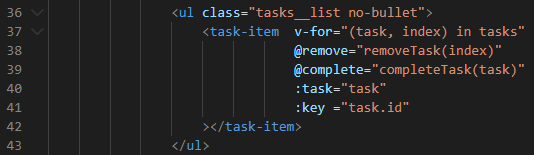 36 <ul class="tasks__list no-bullet">
37 <task-item  v-for="(task, index) in tasks"
38 @remove="removeTask(index)"
39 @complete="completeTask(task)"
40 :task="task"
41 :key ="task.id"
42 ></task-item>
43 </ul>